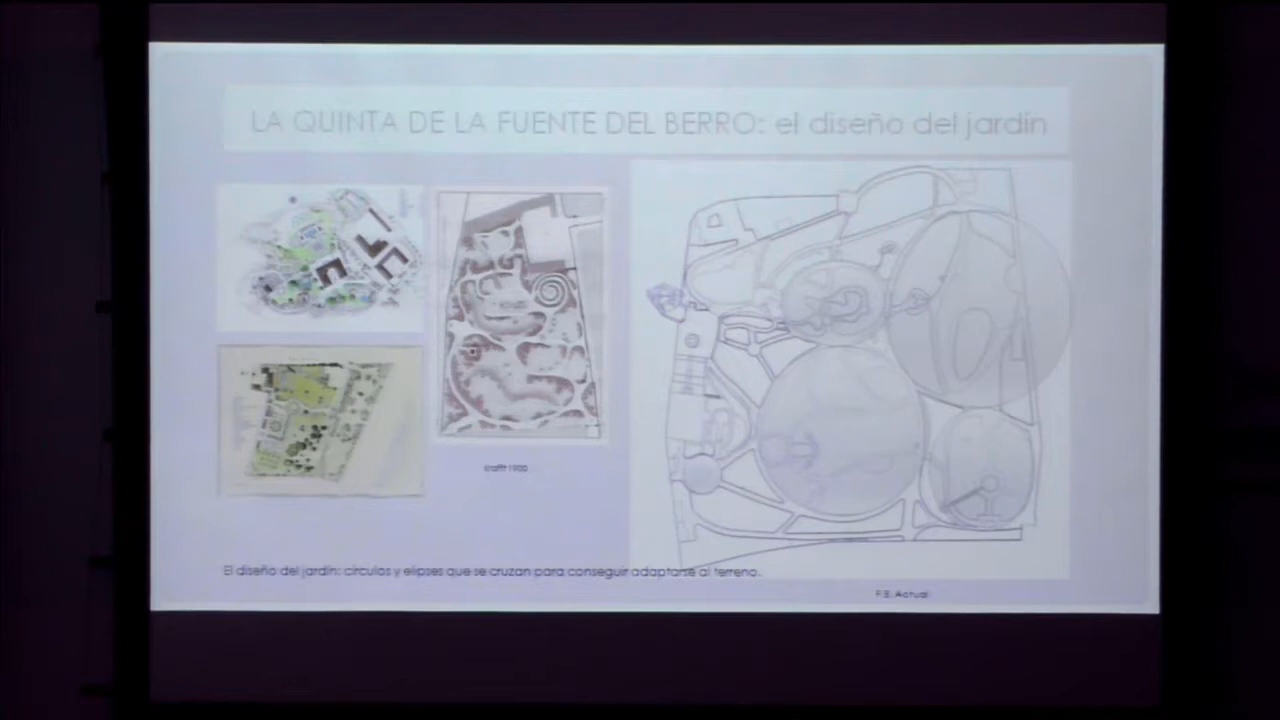 LA QUINTA DE LA FUENTE DEL BERRO: el diseño del jardín
Krafft 1900
El diseño del jardín: círculos y elipses que se cruzan para conseguir adaptarse al terreno.
F.B. Actual